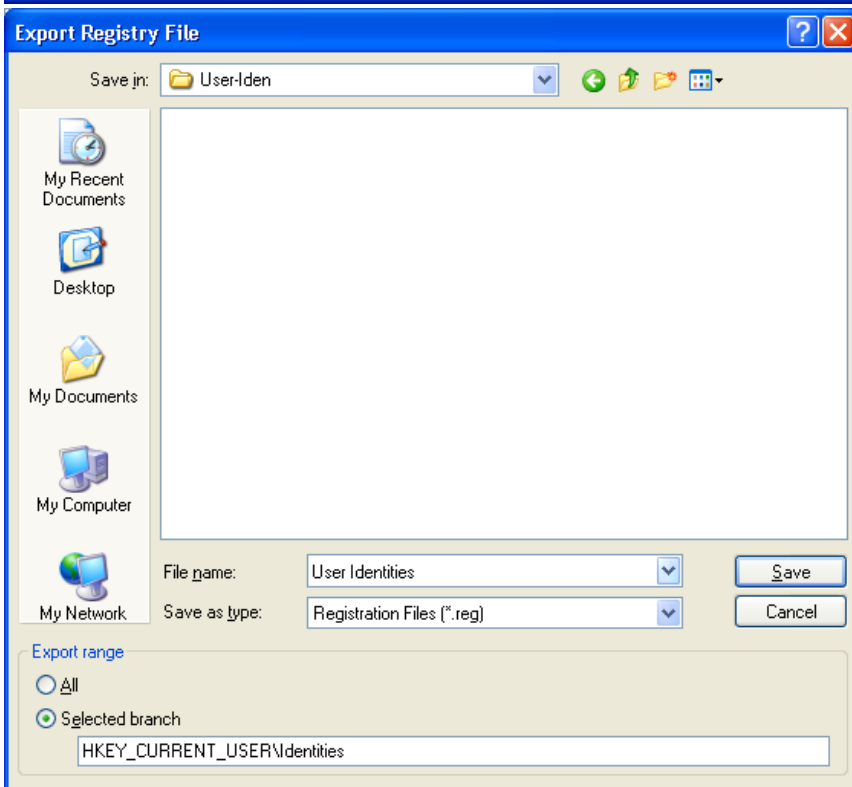 Export Registry File
Save in: User-Iden
My Recent
Documents
Desktop
My Documents
My Computer
My Network
File name: User Identities Save
Save as type: Registration Files (*.reg) Cancel
Export range
All
Selected branch
HKEY_CURRENT_USER\Identities